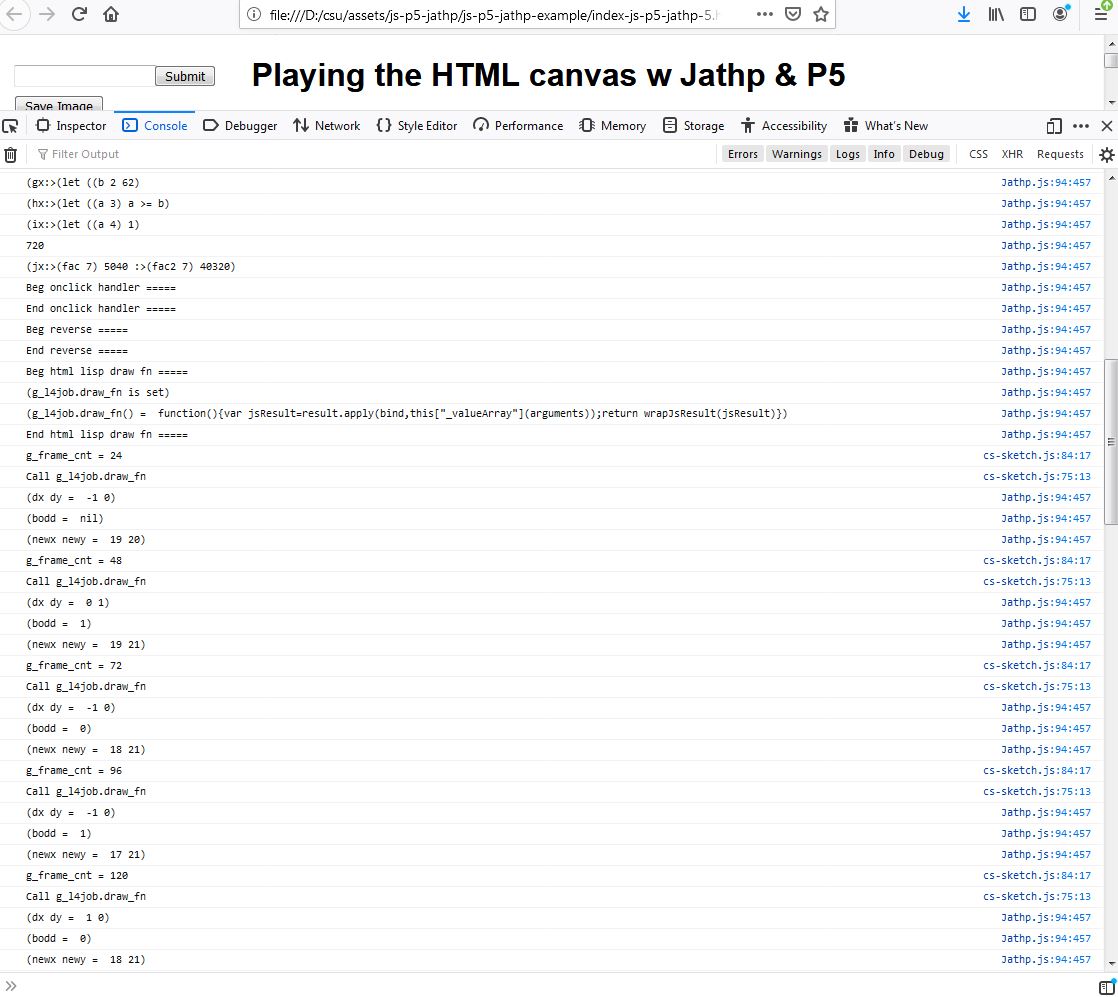 file:///D:/csu/assets/js-p5-jathp/js-p5-jathp-example/index-js-p5-jathp-5.h
Submit
Playing the HTML canvas w Jathp & P5
Save Image
Inspector Console Debugger Network Style Editor Performance Memory Storage Accessibility What's New
Filter Output Errors Warnings Logs Info Debug CSS XHR Requests
(gx:>(let ((b 2 62) Jathp.js:94:457
(hx:>(let ((a 3) a >= b) Jathp.js:94:457
(ix:>(let ((a 4) 1) Jathp.js:94:457
720 Jathp.js:94:457
(jx:>(fac 7) 5040 :>(fac2 7) 40320) Jathp.js:94:457
Beg onclick handler ===== Jathp.js:94:457
End onclick handler ===== Jathp.js:94:457
Beg reverse ===== Jathp.js:94:457
End reverse ===== Jathp.js:94:457
Beg html lisp draw fn ===== Jathp.js:94:457
(g_l4job.draw_fn is set) Jathp.js:94:457
(g_l4job.draw_fn() =  function(){var jsResult=result.apply(bind,this["_valueArray"](arguments));return wrapJsResult(jsResult)}) Jathp.js:94:457
End html lisp draw fn ===== Jathp.js:94:457
g_frame_cnt = 24 cs-sketch.js:84:17
Call g_l4job.draw_fn cs-sketch.js:75:13
(dx dy =  -1 0) Jathp.js:94:457
(bodd =  nil) Jathp.js:94:457
(newx newy =  19 20) Jathp.js:94:457
g_frame_cnt = 48 cs-sketch.js:84:17
Call g_l4job.draw_fn cs-sketch.js:75:13
(dx dy =  0 1) Jathp.js:94:457
(bodd =  1) Jathp.js:94:457
(newx newy =  19 21) Jathp.js:94:457
g_frame_cnt = 72 cs-sketch.js:84:17
Call g_l4job.draw_fn cs-sketch.js:75:13
(dx dy =  -1 0) Jathp.js:94:457
(bodd =  0) Jathp.js:94:457
(newx newy =  18 21) Jathp.js:94:457
g_frame_cnt = 96 cs-sketch.js:84:17
Call g_l4job.draw_fn cs-sketch.js:75:13
(dx dy =  -1 0) Jathp.js:94:457
(bodd =  1) Jathp.js:94:457
(newx newy =  17 21) Jathp.js:94:457
g_frame_cnt = 120 cs-sketch.js:84:17
Call g_l4job.draw_fn cs-sketch.js:75:13
(dx dy =  1 0) Jathp.js:94:457
(bodd =  0) Jathp.js:94:457
(newx newy =  18 21) Jathp.js:94:457